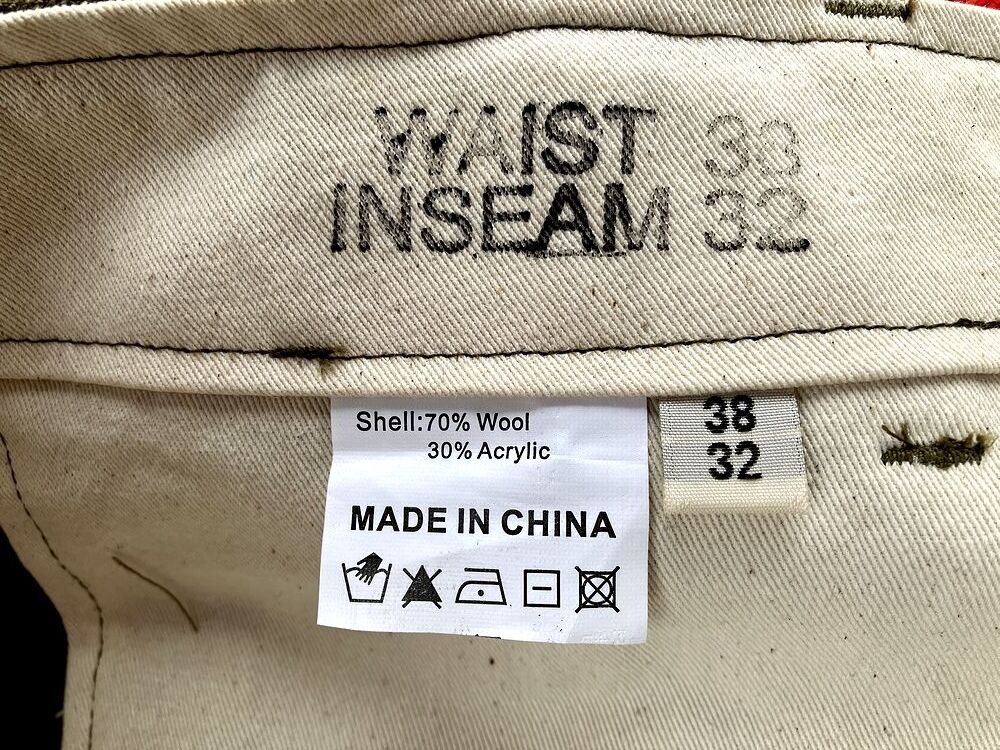 WAIST 38
INSEAM 32
Shell:70% Wool
30% Acrylic
MADE IN CHINA
38
32